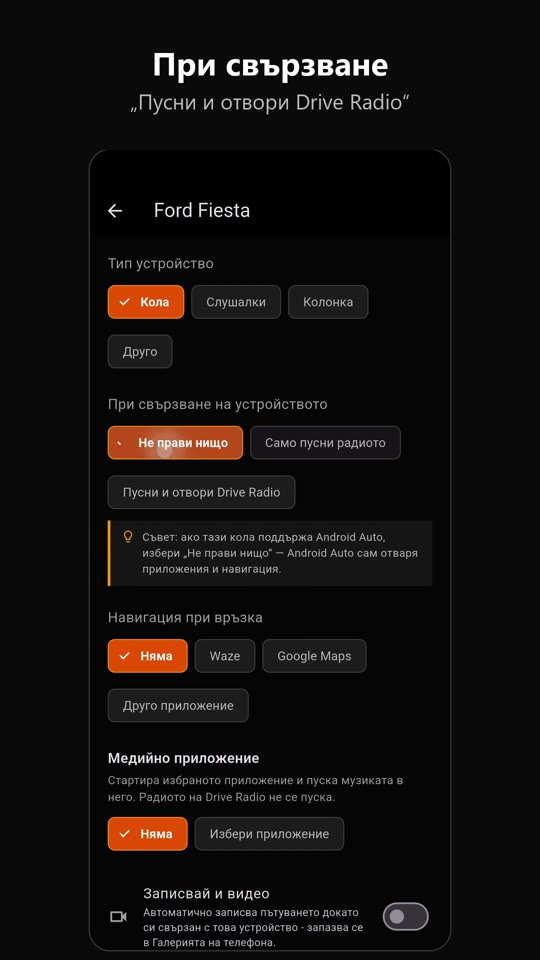 При свързване
„Пусни и отвори Drive Radio“
Ford Fiesta
Тип устройство
Кола
Слушалки
Колонка
Друго
При свързване на устройството
Не прави нищо
Само пусни радиото
Пусни и отвори Drive Radio
Съвет: ако тази кола поддържа Android Auto,
избери „Не прави нищо“ — Android Auto сам отваря
приложения и навигация.
Навигация при връзка
Няма
Waze
Google Maps
Друго приложение
Медийно приложение
Стартира избраното приложение и пуска музиката в
него. Радиото на Drive Radio не се пуска.
Няма
Избери приложение
Записвай и видео
Автоматично записва пътуването докато
си свързан с това устройство - запазва се
в Галерията на телефона.